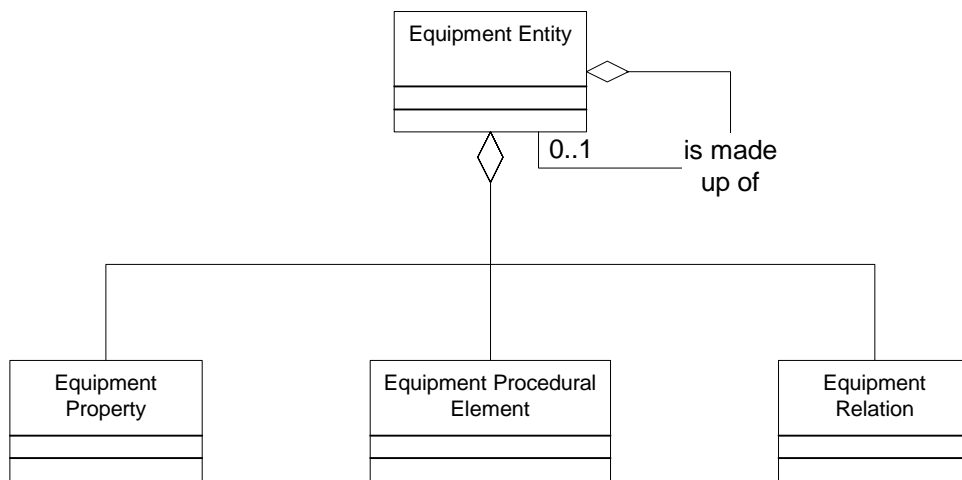 Equipment Entity
0..1
is made
up of
Equipment
Property
Equipment Procedural
Element
Equipment
Relation